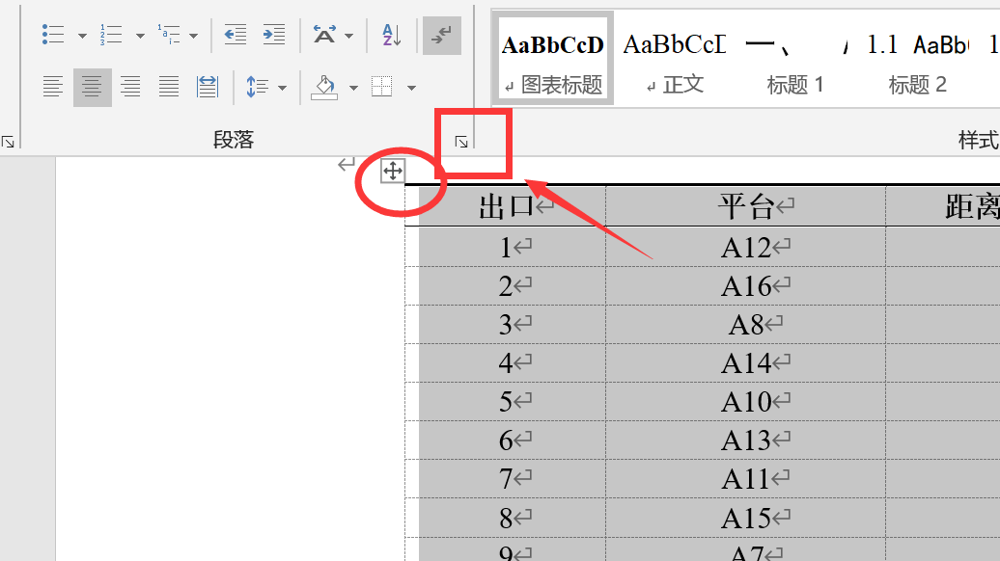 AaBbCcD AaBbCcD 一、 1.1 AaBb 1
图表标题 正文 标题 1 标题 2
段落 样式
出口 平台 距离
1 A12
2 A16
3 A8
4 A14
5 A10
6 A13
7 A11
8 A15
9 A7